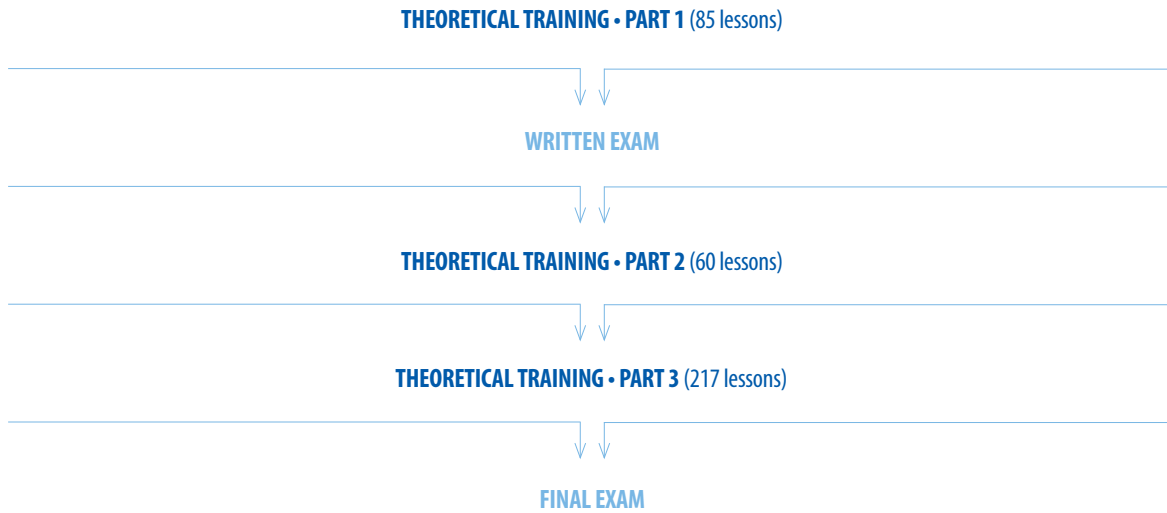 THEORETICAL TRAINING • PART 1 (85 lessons)
WRITTEN EXAM
THEORETICAL TRAINING • PART 2 (60 lessons)
THEORETICAL TRAINING • PART 3 (217 lessons)
FINAL EXAM